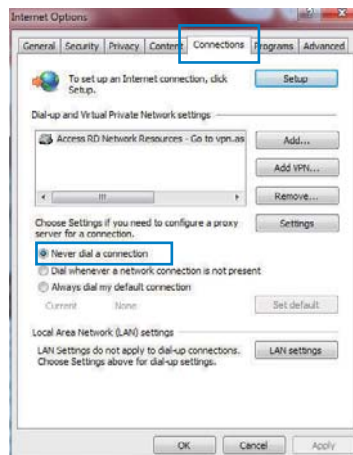 Internet Options
General Security Privacy Content Connections Programs Advanced
To set up an Internet connection, click
Setup.
Setup
Dial-up and Virtual Private Network settings
Access RD Network Resources - Go to vpn.as
Add...
Add VPN...
Remove...
Choose Settings if you need to configure a proxy
server for a connection.
Settings
Never dial a connection
Dial whenever a network connection is not present
Always dial my default connection
Current None
Set default
Local Area Network (LAN) settings
LAN Settings do not apply to dial-up connections.
Choose Settings above for dial-up settings.
LAN settings
OK Cancel Apply